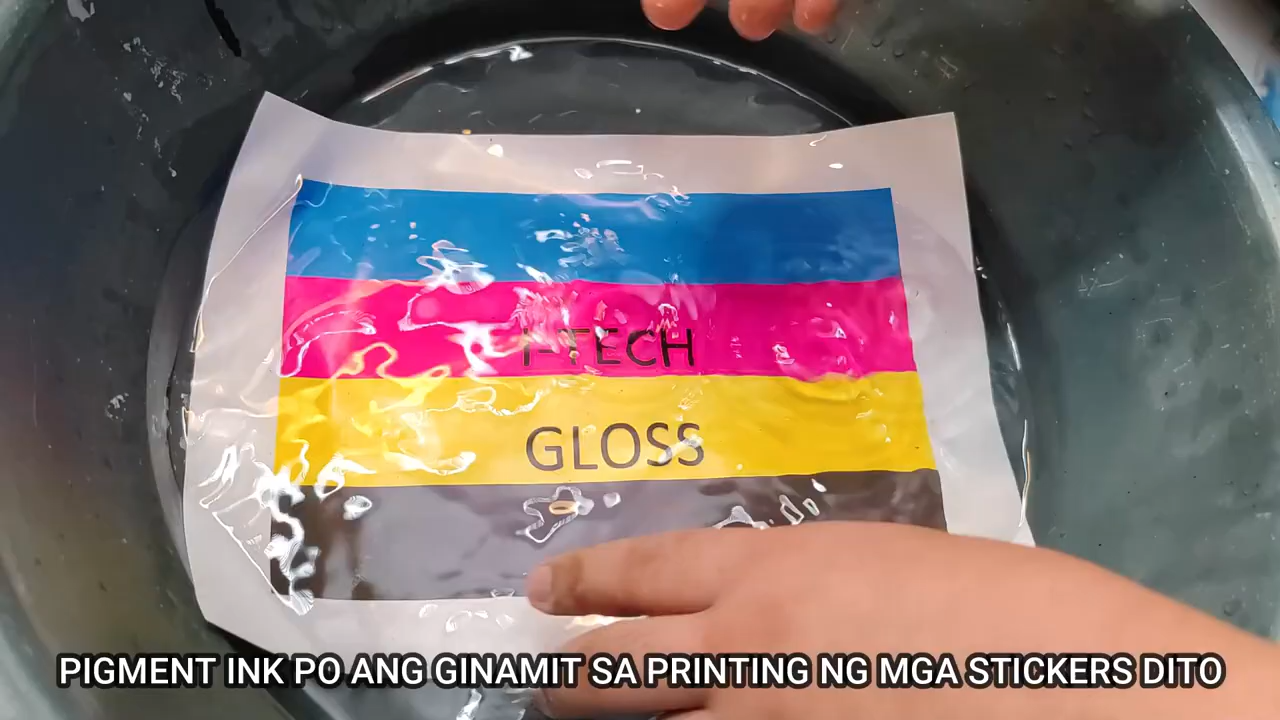 I-TECH
GLOSS
PIGMENT INK PO ANG GINAMIT SA PRINTING NG MGA STICKERS DITO